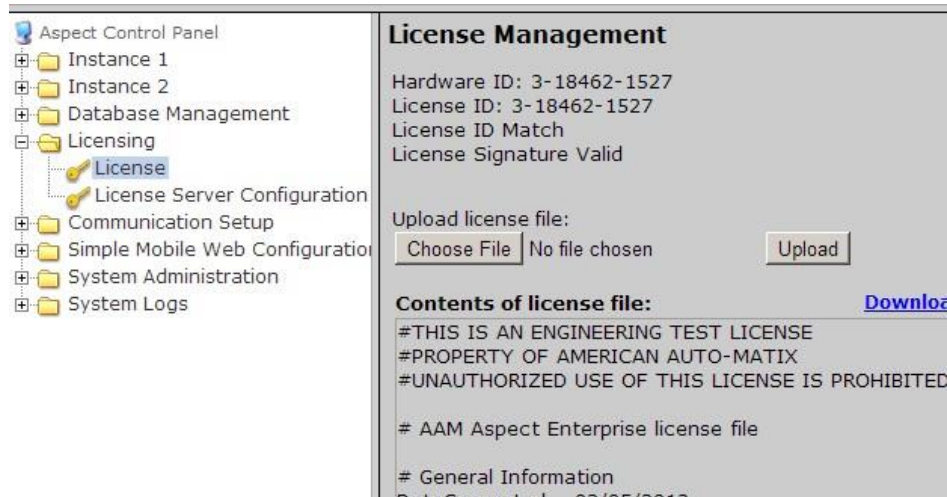 Aspect Control Panel
Instance 1
Instance 2
Database Management
Licensing
License
License Server Configuration
Communication Setup
Simple Mobile Web Configuration
System Administration
System Logs
License Management
Hardware ID: 3-18462-1527
License ID: 3-18462-1527
License ID Match
License Signature Valid
Upload license file:
Choose File No file chosen Upload
Contents of license file: Downloa
#THIS IS AN ENGINEERING TEST LICENSE
#PROPERTY OF AMERICAN AUTO-MATIX
#UNAUTHORIZED USE OF THIS LICENSE IS PROHIBITED
# AAM Aspect Enterprise license file
# General Information